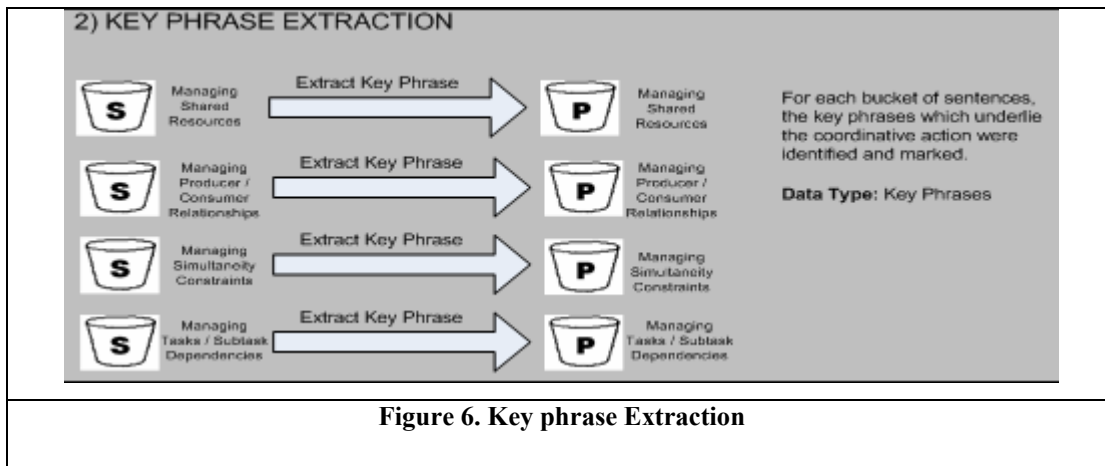 2) KEY PHRASE EXTRACTION
S
Managing
Shared
Resources
Extract Key Phrase
P
Managing
Shared
Resources
S
Managing
Producer /
Consumer
Relationships
Extract Key Phrase
P
Managing
Producer /
Consumer
Relationships
S
Managing
Simultaneity
Constraints
Extract Key Phrase
P
Managing
Simultaneity
Constraints
S
Managing
Tasks / Subtask
Dependencies
Extract Key Phrase
P
Managing
Tasks / Subtask
Dependencies
For each bucket of sentences,
the key phrases which underlie
the coordinative action were
identified and marked.
Data Type: Key Phrases
Figure 6. Key phrase Extraction